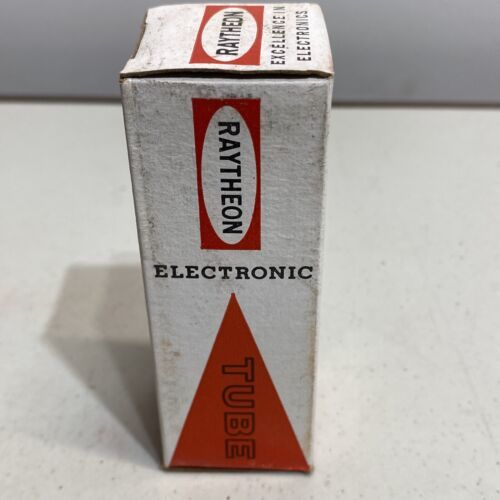 RAYTHEON
EXCELLENCE IN
ELECTRONICS
RAYTHEON
ELECTRONIC
TUBE